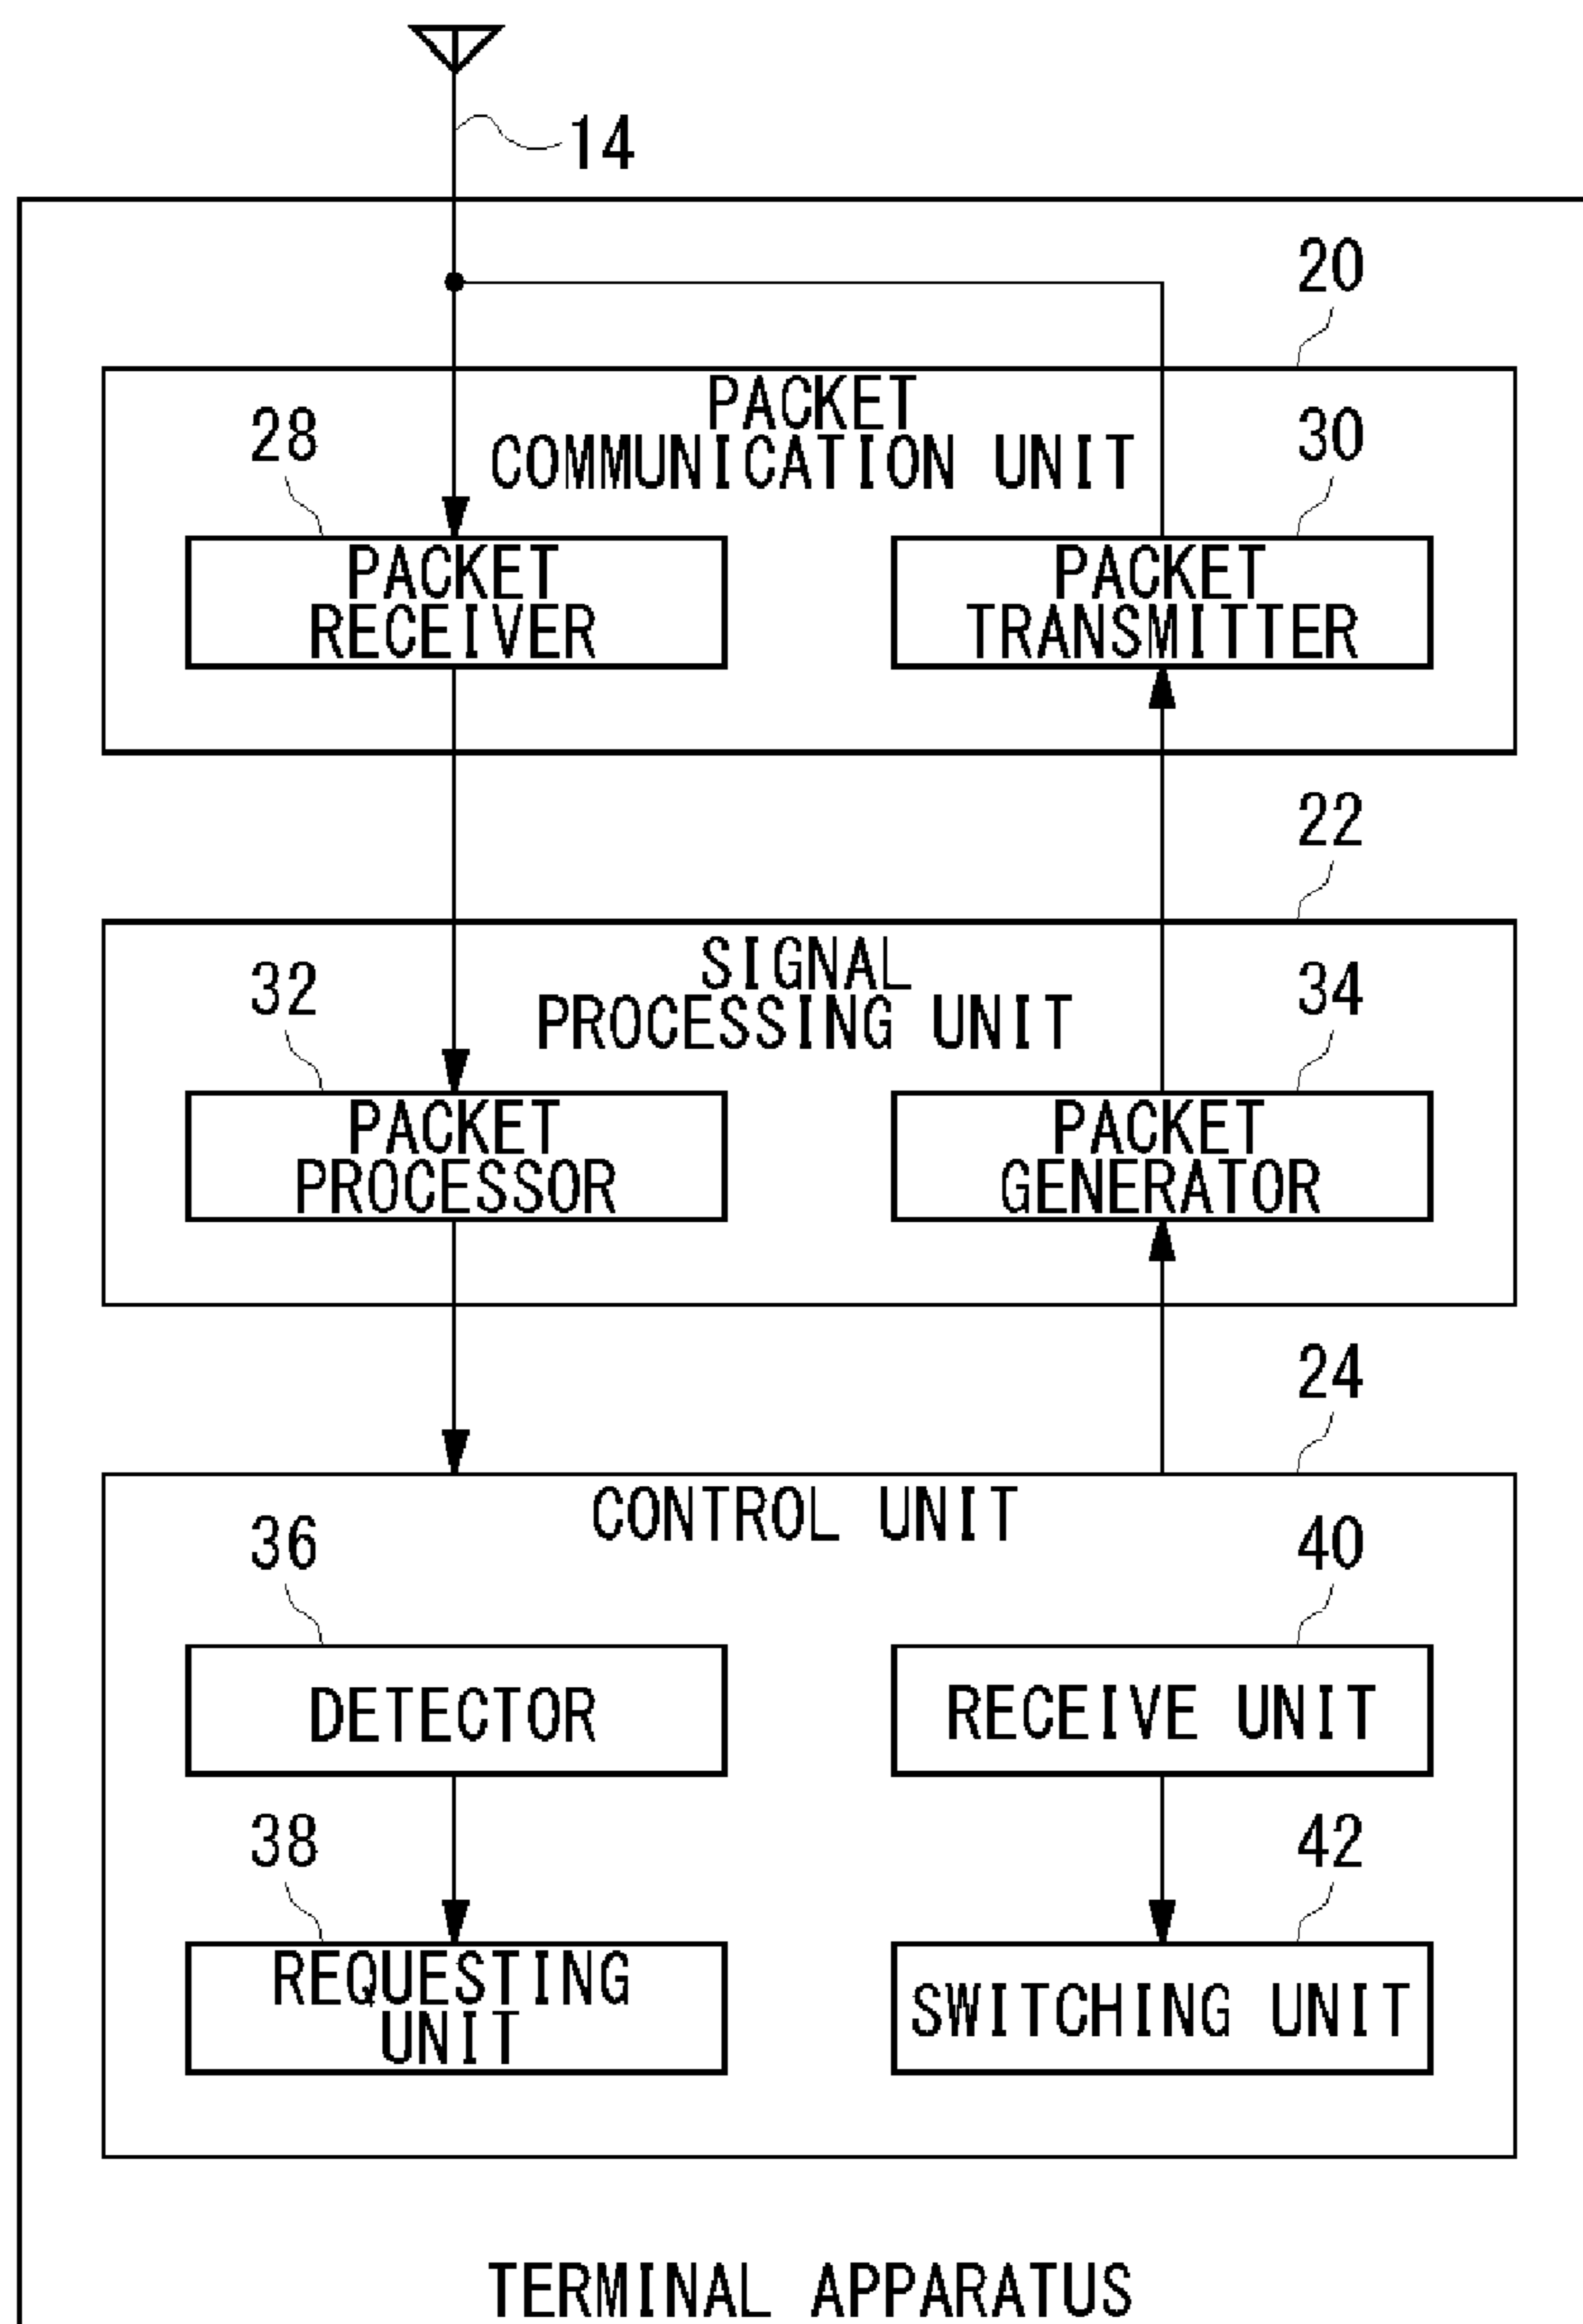 14
20
PACKET
COMMUNICATION UNIT
28
30
PACKET
RECEIVER
PACKET
TRANSMITTER
22
SIGNAL
PROCESSING UNIT
32
34
PACKET
PROCESSOR
PACKET
GENERATOR
24
CONTROL UNIT
36
40
DETECTOR
RECEIVE UNIT
38
42
REQUESTING
UNIT
SWITCHING UNIT
TERMINAL APPARATUS